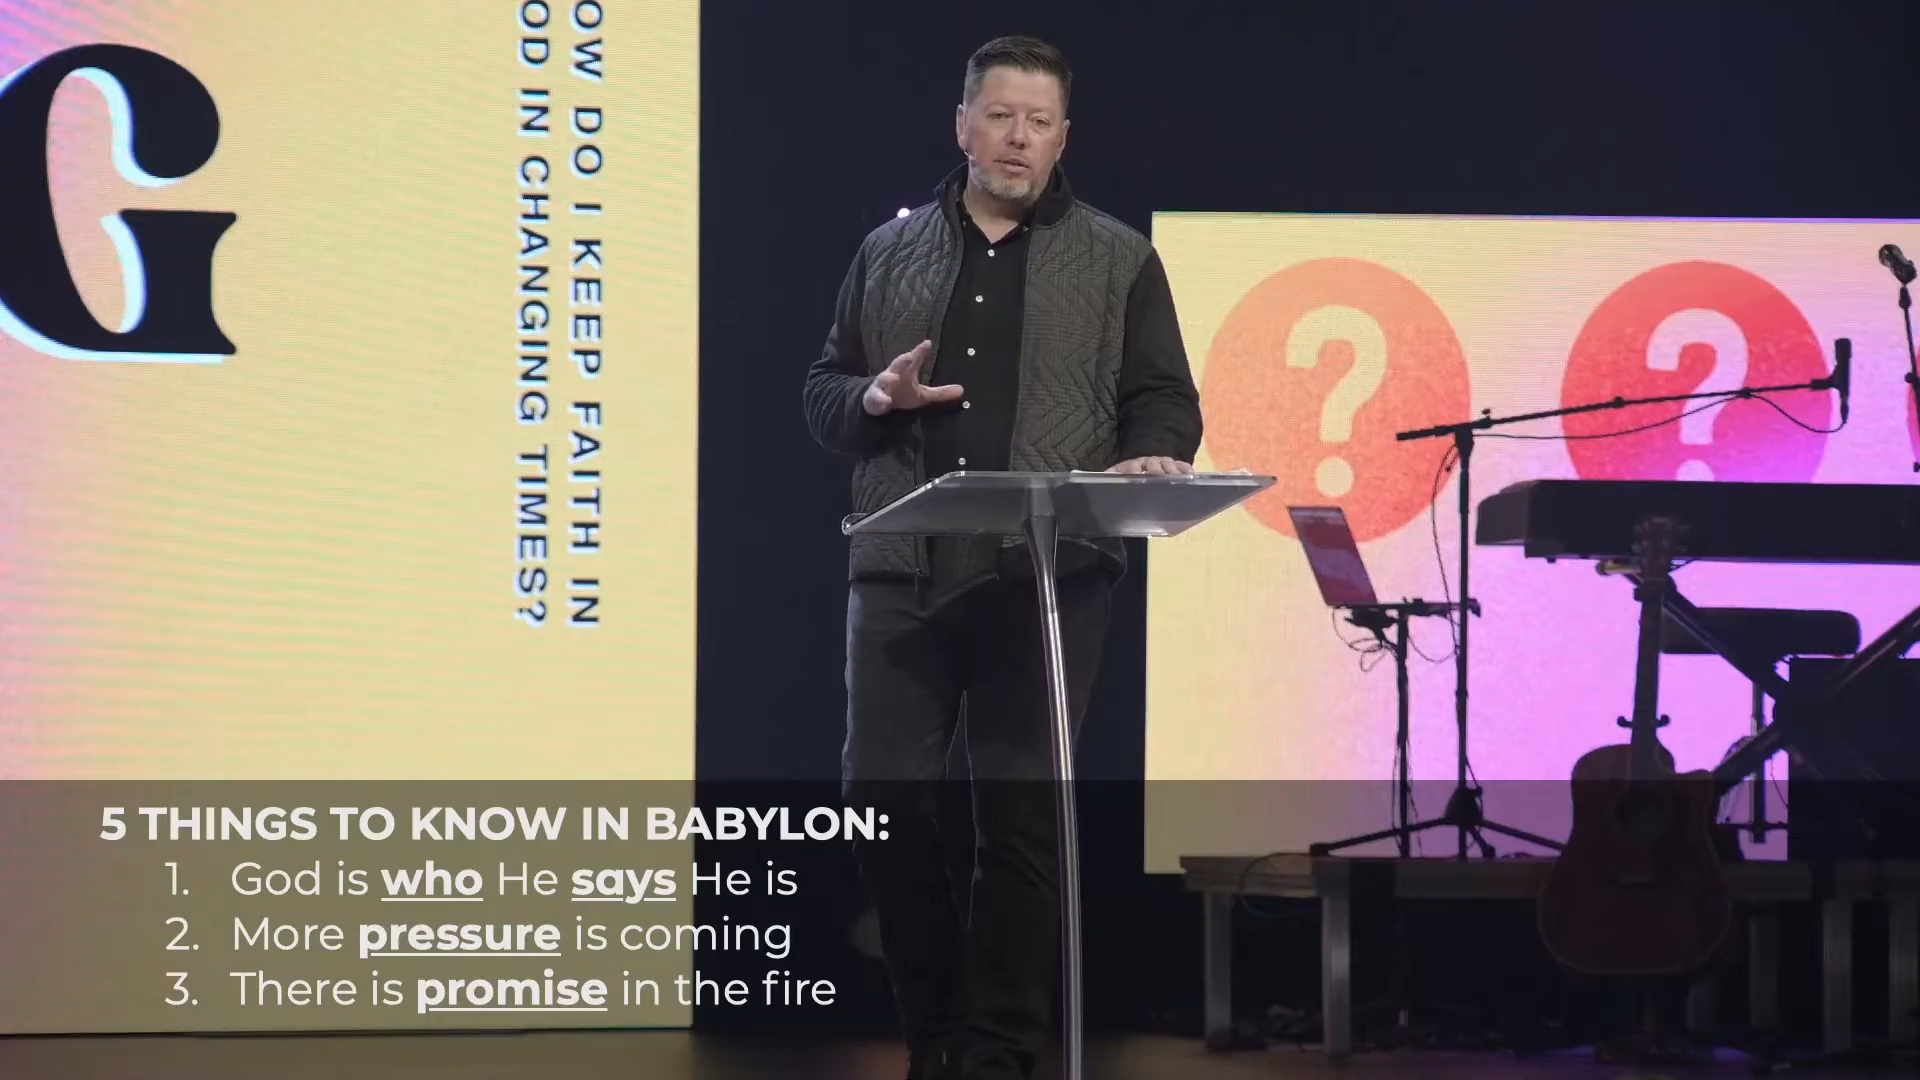 G
OW DO I KEEP FAITH IN
OD IN CHANGING TIMES?
? ?
5 THINGS TO KNOW IN BABYLON:
1. God is who He says He is
2. More pressure is coming
3. There is promise in the fire